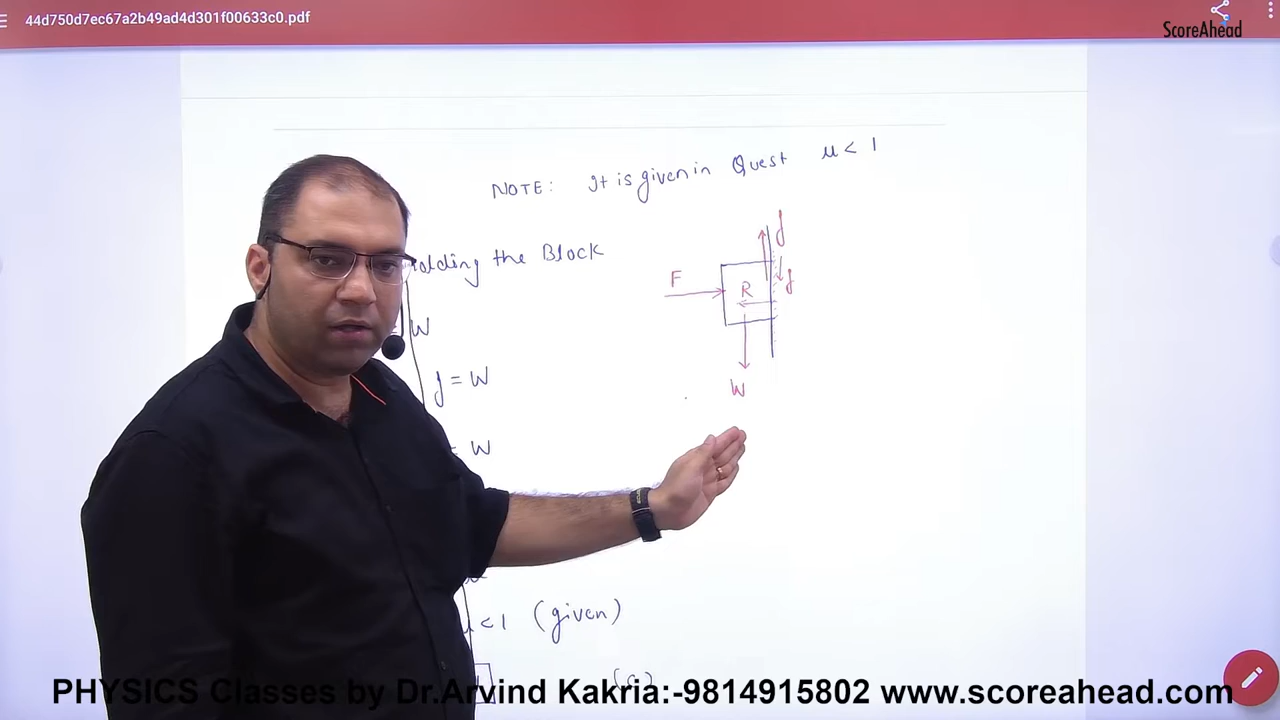 44d750d7ec67a2b49ad4d301f00633c0.pdf
ScoreAhead
NOTE: It is given in Quest μ < 1
olding the Block
= W
f = W
= W
μ < 1 (given)
f
f
F
R
W
PHYSICS Classes by Dr.Arvind Kakria:-9814915802 www.scoreahead.com